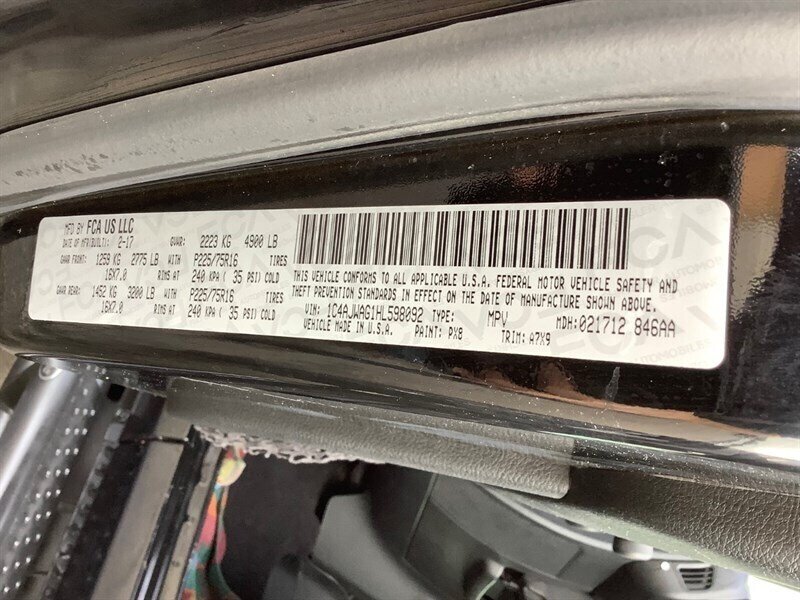 MFD BY FCA US LLC
DATE OF MFR(BUILT): 2-17 GVWR: 2223 KG 4900 LB
GAWR FRONT: 1259 KG 2775 LB WITH P225/75R16 TIRES
16X7.0 RIMS AT 240 KPA ( 35 PSI) COLD
GAWR REAR: 1452 KG 3200 LB WITH P225/75R16 TIRES
16X7.0 RIMS AT 240 KPA ( 35 PSI) COLD
THIS VEHICLE CONFORMS TO ALL APPLICABLE U.S.A. FEDERAL MOTOR VEHICLE SAFETY AND
THEFT PREVENTION STANDARDS IN EFFECT ON THE DATE OF MANUFACTURE SHOWN ABOVE.
VIN: 1C4AJWAG1HL598092 TYPE: MPV MDH: 021712 846AA
VEHICLE MADE IN U.S.A. PAINT: PX8 TRIM: A7X9